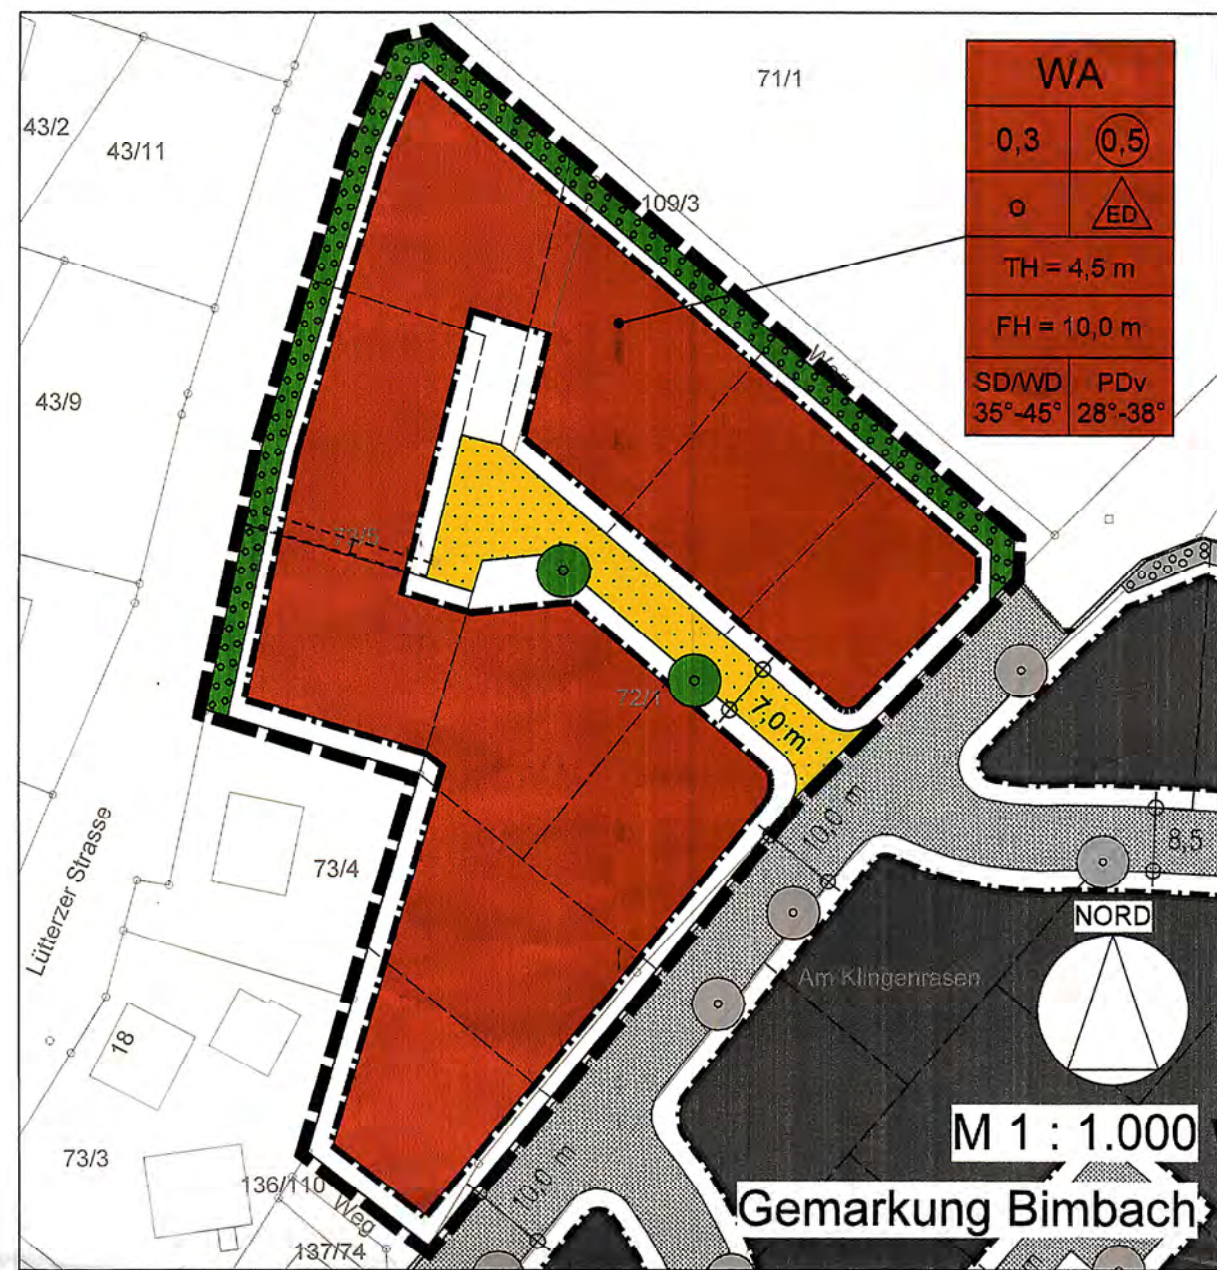 71/1
WA
0,3 0,5
o ED
TH = 4,5 m
FH = 10,0 m
SD/WD PDv
35°-45° 28°-38°
43/2
43/11
109/3
Weg
43/9
72/1
7,0 m
10,0 m
8,5
73/4
Lütterzer Strasse
NORD
Am Klingenrasen
18
M 1 : 1.000
73/3
136/110
Weg
10,0 m
137/74
Gemarkung Bimbach
m